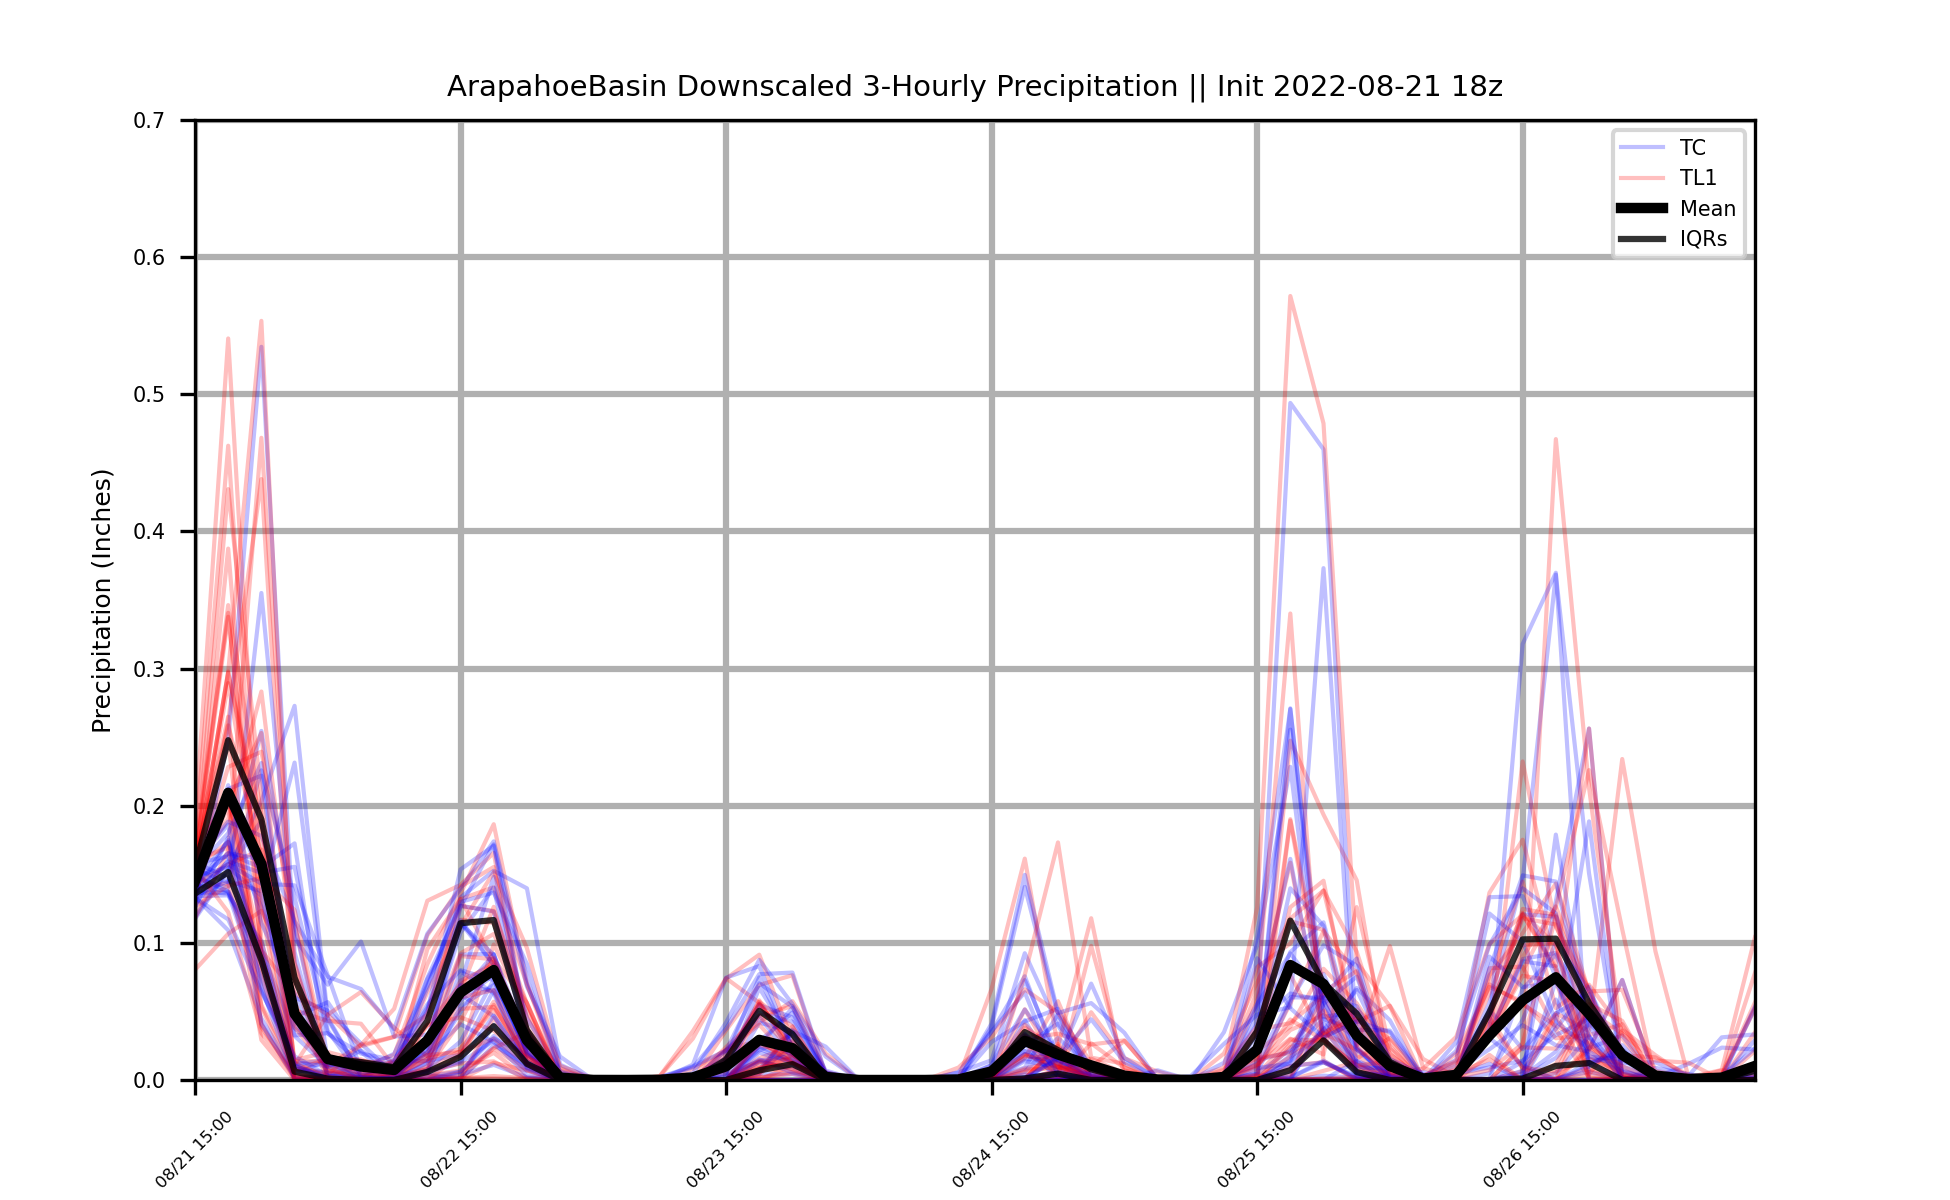 ArapahoeBasin Downscaled 3-Hourly Precipitation || Init 2022-08-21 18z
TC
TL1
Mean
IQRs
Precipitation (Inches)
0.7
0.6
0.5
0.4
0.3
0.2
0.1
0.0
08/21 15:00
08/22 15:00
08/23 15:00
08/24 15:00
08/25 15:00
08/26 15:00